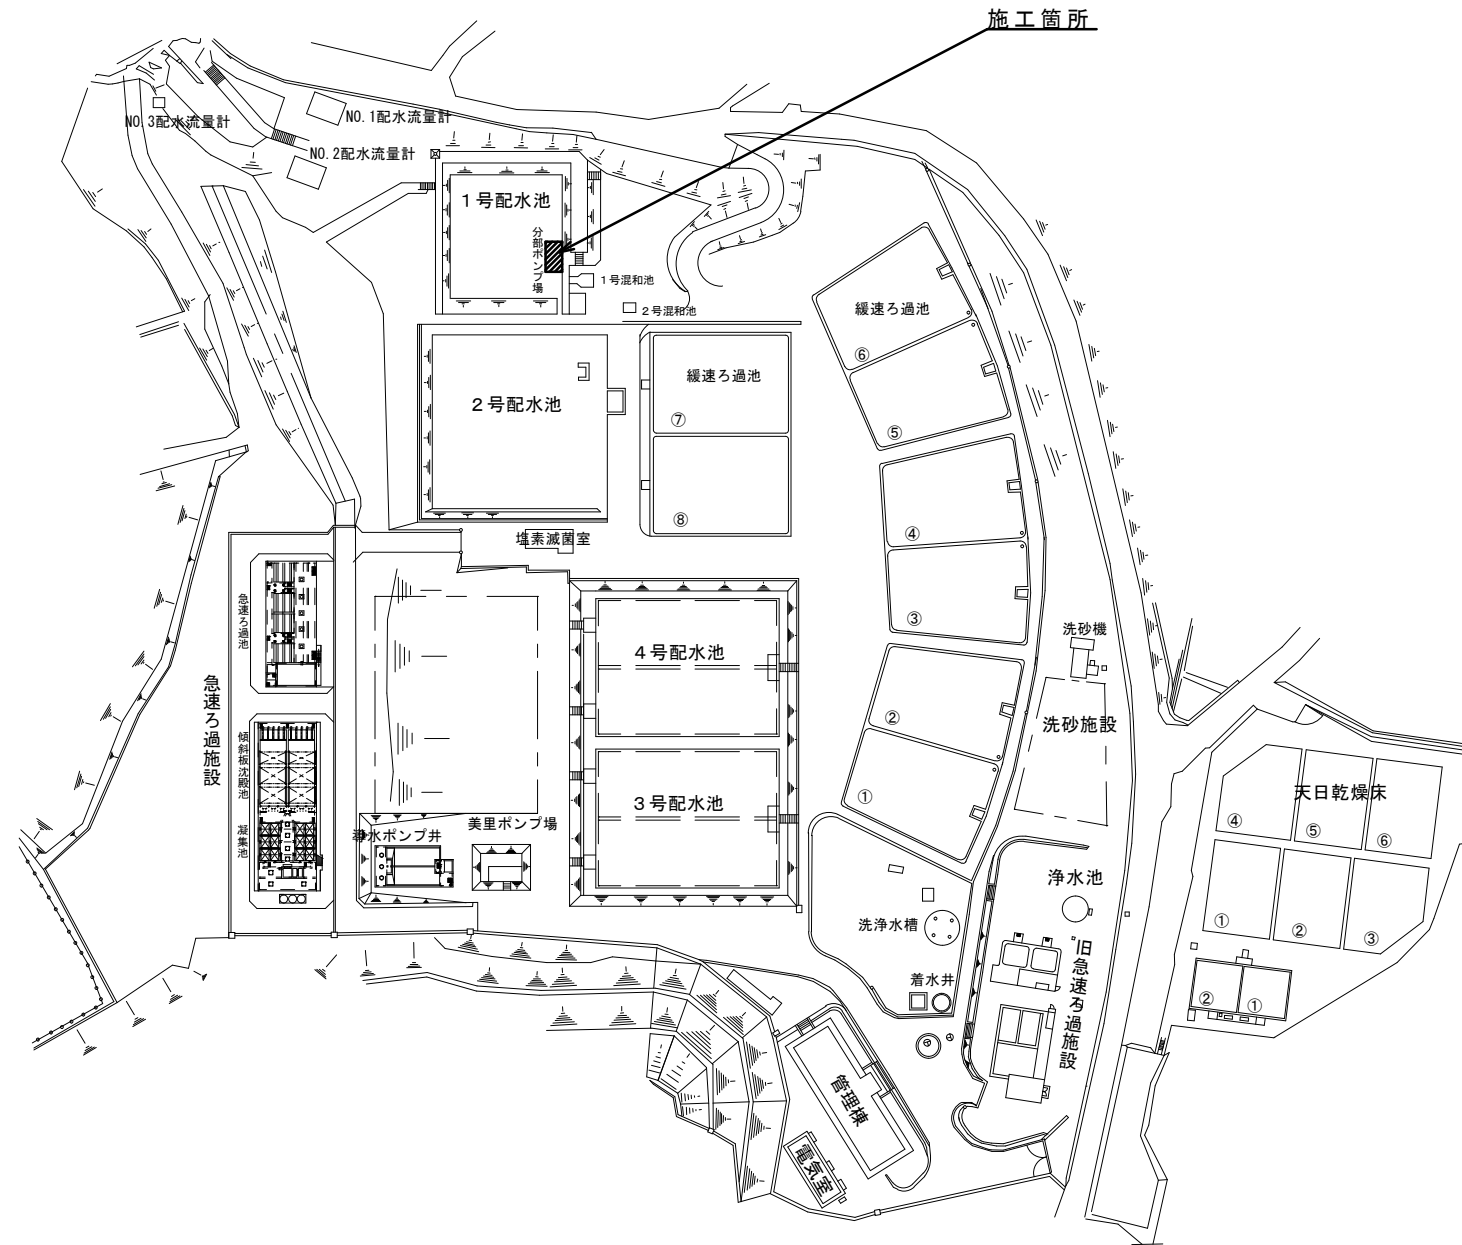 施工箇所
NO.3配水流量計
NO.1配水流量計
NO.2配水流量計
１号配水池
分部ポンプ場
１号混和池
２号混和池
緩速ろ過池
⑥
⑤
２号配水池
緩速ろ過池
⑦
⑧
④
③
塩素滅菌室
急速ろ過池
急速ろ過施設
傾斜板沈殿池
凝集池
４号配水池
３号配水池
導水ポンプ井
美里ポンプ場
②
①
洗砂機
洗砂施設
天日乾燥床
④
⑤
⑥
①
②
③
②
①
浄水池
洗浄水槽
着水井
旧急速ろ過施設
管理棟
電気室